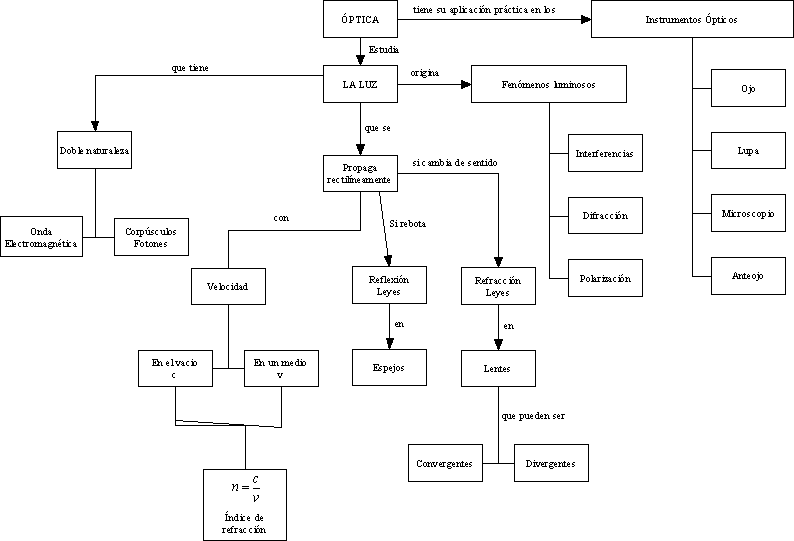 ÓPTICA
tiene su aplicación práctica en los
Instrumentos Ópticos
Estudia
que tiene
LA LUZ
origina
Fenómenos luminosos
Ojo
que se
Doble naturaleza
Interferencias
Lupa
Propaga
rectilíneamente
si cambia de sentido
con
Si rebota
Difracción
Microscopio
Onda
Electromagnética
Corpúsculos
Fotones
Velocidad
Reflexión
Leyes
Refracción
Leyes
Polarización
Anteojo
en
en
En el vacio
c
En un medio
v
Espejos
Lentes
que pueden ser
Convergentes
Divergentes
n = c/v
Índice de
refracción